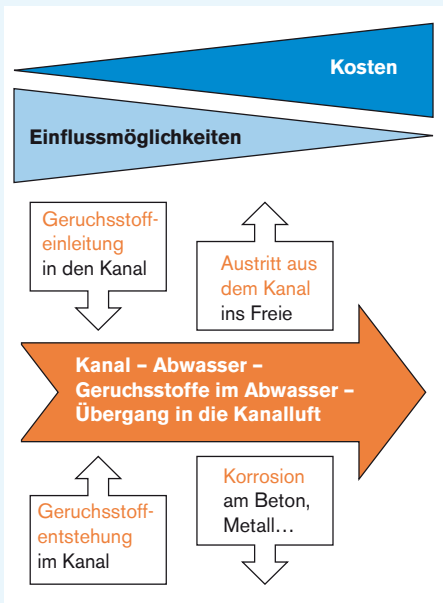 Kosten
Einflussmöglichkeiten
Geruchsstoff-
einleitung
in den Kanal
Austritt aus
dem Kanal
ins Freie
Kanal – Abwasser –
Geruchsstoffe im Abwasser –
Übergang in die Kanalluft
Geruchsstoff-
entstehung
im Kanal
Korrosion
am Beton,
Metall...